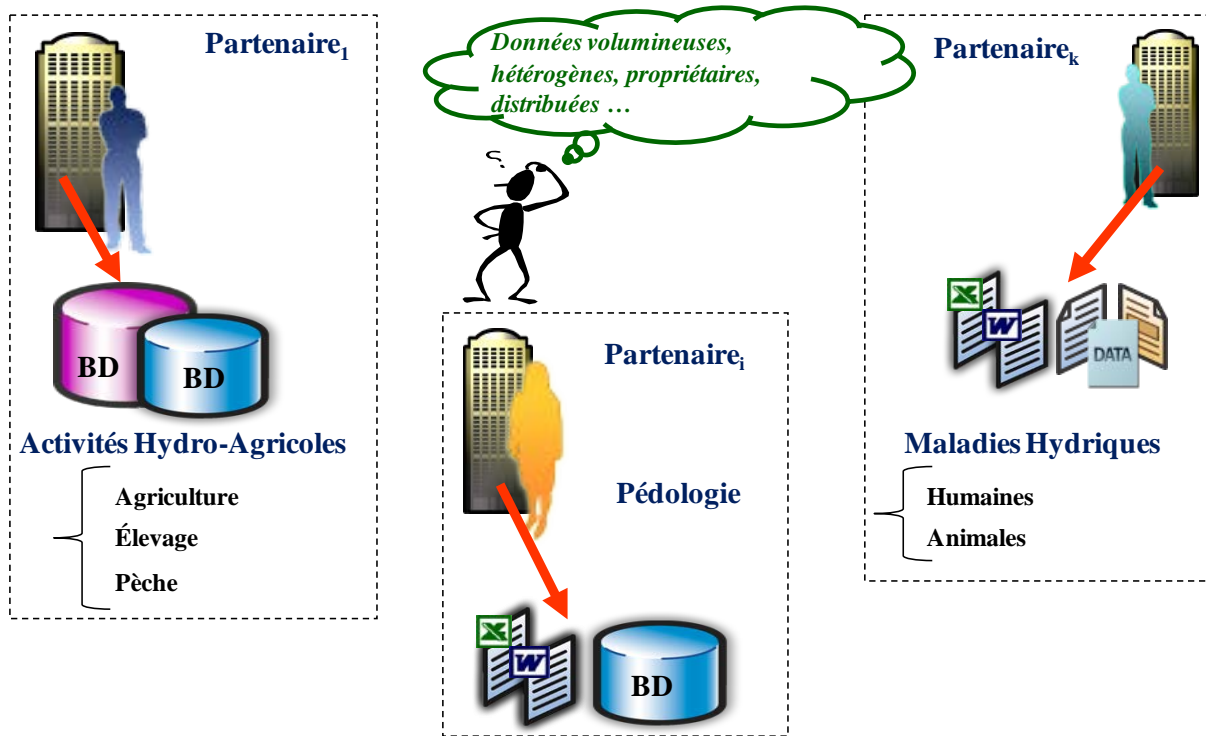 Partenaire1
BD
BD
Activités Hydro-Agricoles
Agriculture
Élevage
Pèche
Données volumineuses,
hétérogènes, propriétaires,
distribuées …
?
Partenairei
Pédologie
X
W
BD
Partenairek
X
W
DATA
Maladies Hydriques
Humaines
Animales